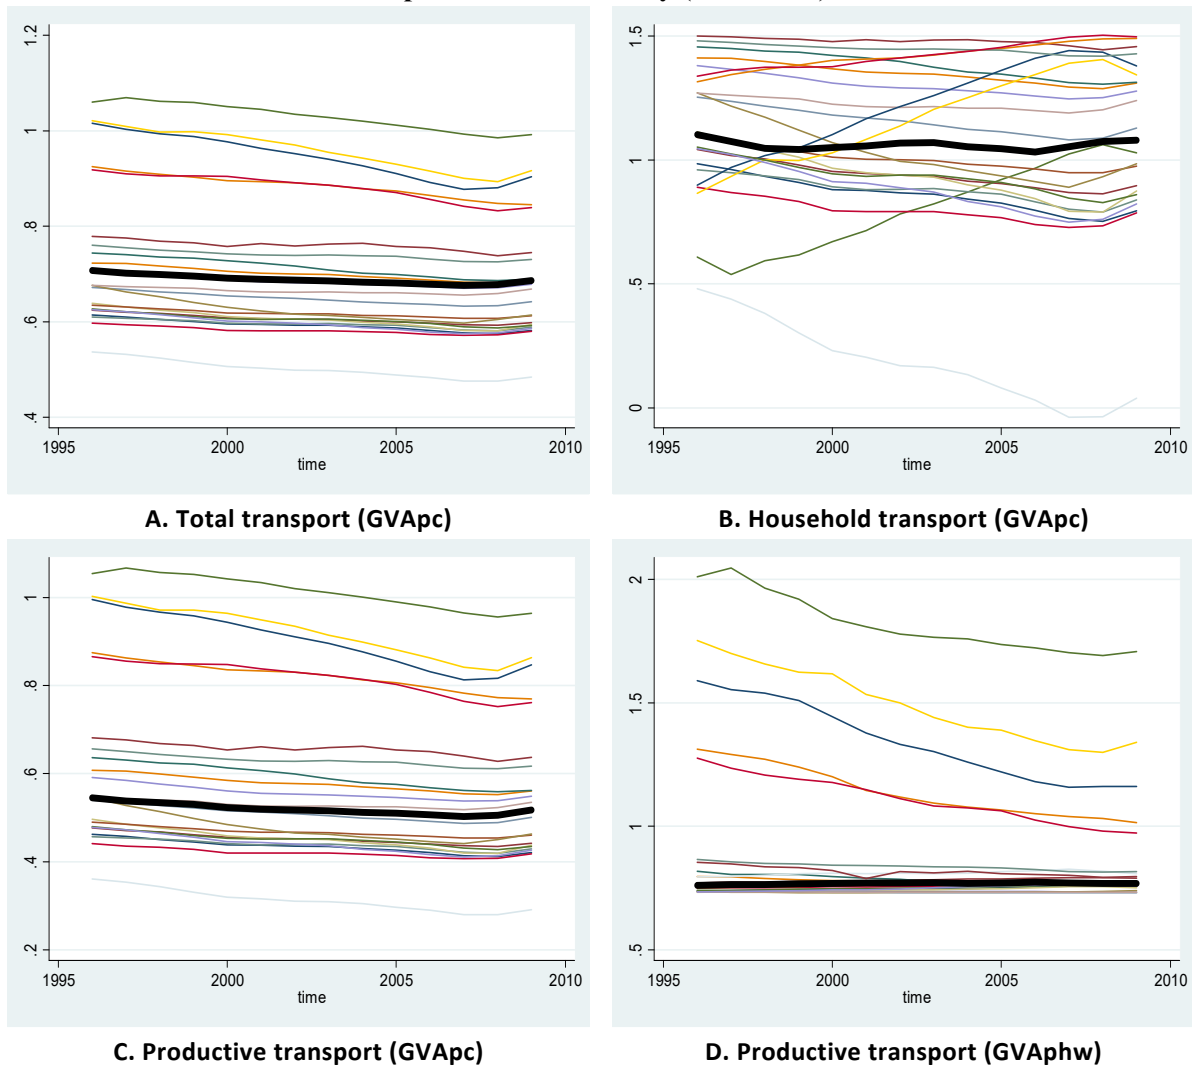 1.2
1
.8
.6
.4
1995 2000 2005 2010
time
A. Total transport (GVApc)
1.5
1
.5
0
1995 2000 2005 2010
time
B. Household transport (GVApc)
1
.8
.6
.4
.2
1995 2000 2005 2010
time
C. Productive transport (GVApc)
2
1.5
1
.5
1995 2000 2005 2010
time
D. Productive transport (GVAphw)